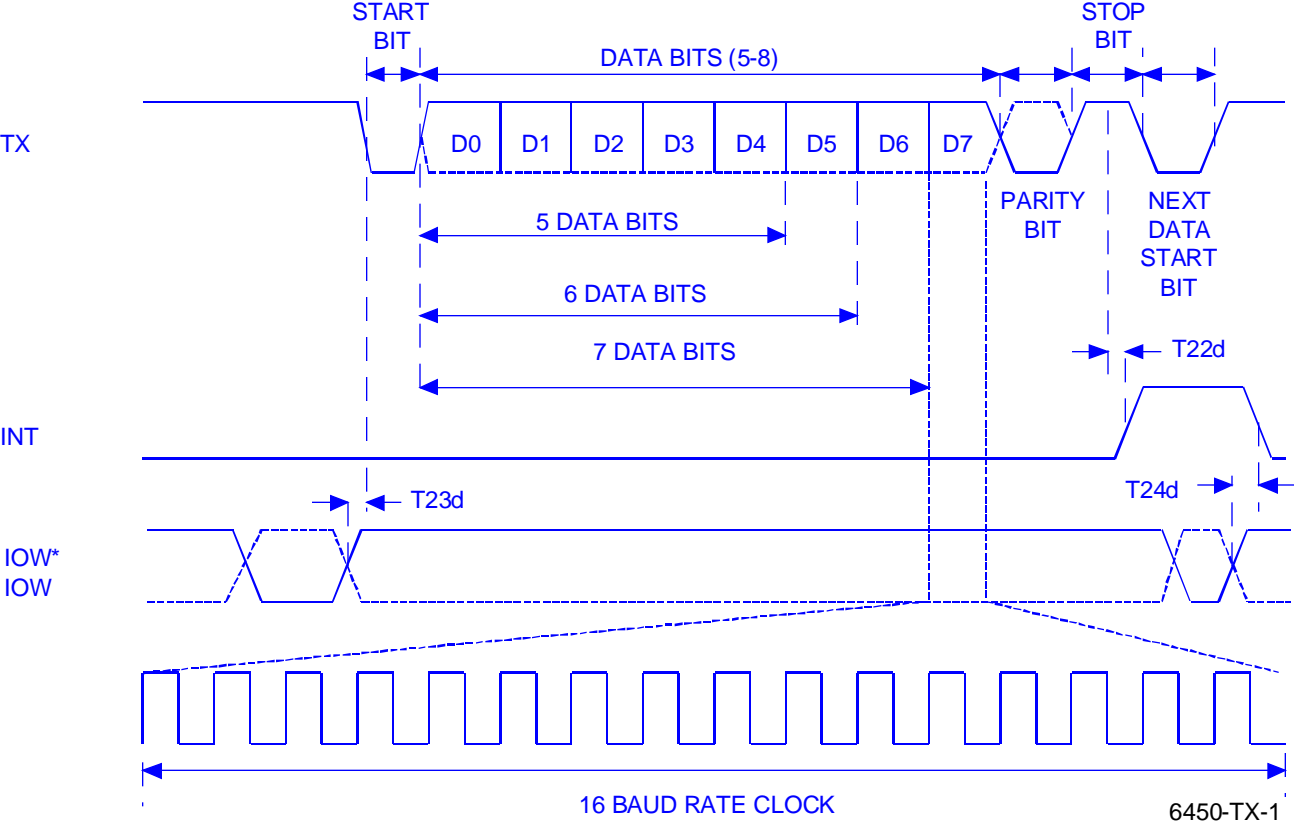 START
BIT
STOP
BIT
DATA BITS (5-8)
TX
D0 D1 D2 D3 D4 D5 D6 D7
PARITY
BIT
NEXT
DATA
START
BIT
5 DATA BITS
6 DATA BITS
7 DATA BITS
T22d
INT
T23d
T24d
IOW*
IOW
16 BAUD RATE CLOCK
6450-TX-1